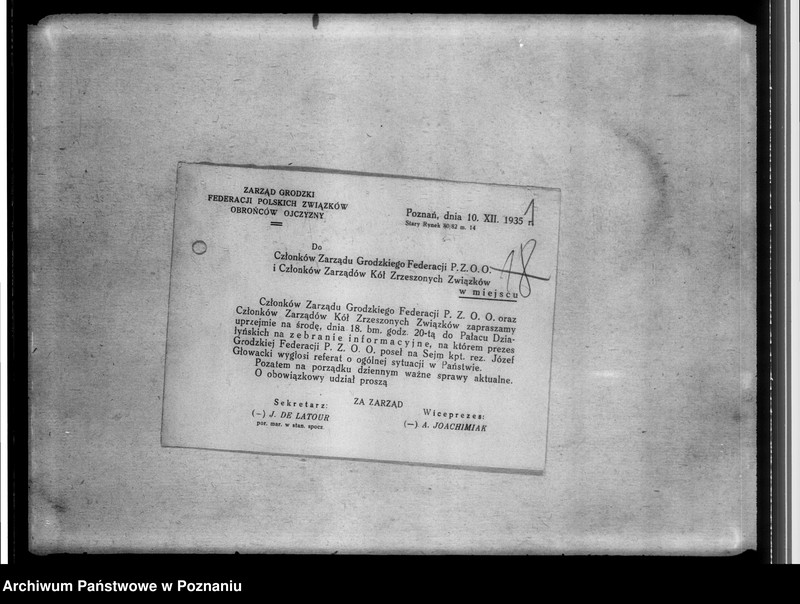 ZARZĄD GRODZKI
FEDERACJI POLSKICH ZWIĄZKÓW
OBROŃCÓW OJCZYZNY
1
Poznań, dnia 10. XII. 1935 r.
Stary Rynek 80/82 m. 14
18
Do
Członków Zarządu Grodzkiego Federacji P. Z. O. O.
i Członków Zarządów Kół Zrzeszonych Związków
w miejscu
Członków Zarządu Grodzkiego Federacji P. Z. O. O. oraz
Członków Zarządów Kół Zrzeszonych Związków zapraszamy
uprzejmie na środę, dnia 18. bm. godz. 20-tą do Pałacu Dzia-
łyńskich na zebranie informacyjne, na którem prezes
Grodzkiej Federacji P. Z. O. O. poseł na Sejm kpt. rez. Józef
Głowacki wygłosi referat o ogólnej sytuacji w Państwie.
Pozatem na porządku dziennym ważne sprawy aktualne.
O obowiązkowy udział proszą
ZA ZARZĄD
Sekretarz:
(—) J. DE LATOUR
por. mar. w stan. spocz.
Wiceprezes:
(—) A. JOACHIMIAK
Archiwum Państwowe w Poznaniu